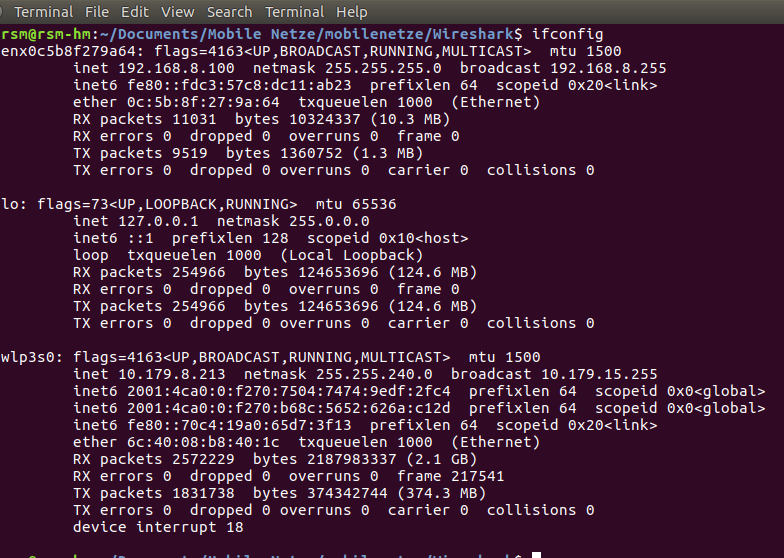 Terminal File Edit View Search Terminal Help
rsm@rsm-hm:~/Documents/Mobile Netze/mobilenetze/Wireshark$ ifconfig
enx0c5b8f279a64: flags=4163<UP,BROADCAST,RUNNING,MULTICAST>  mtu 1500
        inet 192.168.8.100  netmask 255.255.255.0  broadcast 192.168.8.255
        inet6 fe80::fdc3:57c8:dc11:ab23  prefixlen 64  scopeid 0x20<link>
        ether 0c:5b:8f:27:9a:64  txqueuelen 1000  (Ethernet)
        RX packets 11031  bytes 10324337 (10.3 MB)
        RX errors 0  dropped 0  overruns 0  frame 0
        TX packets 9519  bytes 1360752 (1.3 MB)
        TX errors 0  dropped 0 overruns 0  carrier 0  collisions 0

lo: flags=73<UP,LOOPBACK,RUNNING>  mtu 65536
        inet 127.0.0.1  netmask 255.0.0.0
        inet6 ::1  prefixlen 128  scopeid 0x10<host>
        loop  txqueuelen 1000  (Local Loopback)
        RX packets 254966  bytes 124653696 (124.6 MB)
        RX errors 0  dropped 0  overruns 0  frame 0
        TX packets 254966  bytes 124653696 (124.6 MB)
        TX errors 0  dropped 0 overruns 0  carrier 0  collisions 0

wlp3s0: flags=4163<UP,BROADCAST,RUNNING,MULTICAST>  mtu 1500
        inet 10.179.8.213  netmask 255.255.240.0  broadcast 10.179.15.255
        inet6 2001:4ca0:0:f270:7504:7474:9edf:2fc4  prefixlen 64  scopeid 0x0<global>
        inet6 2001:4ca0:0:f270:b68c:5652:626a:c12d  prefixlen 64  scopeid 0x0<global>
        inet6 fe80::70c4:19a0:65d7:3f13  prefixlen 64  scopeid 0x20<link>
        ether 6c:40:08:b8:40:1c  txqueuelen 1000  (Ethernet)
        RX packets 2572229  bytes 2187983337 (2.1 GB)
        RX errors 0  dropped 0  overruns 0  frame 217541
        TX packets 1831738  bytes 374342744 (374.3 MB)
        TX errors 0  dropped 0 overruns 0  carrier 0  collisions 0
        device interrupt 18

rsm@rsm-hm:~/Documents/Mobile Netze/mobilenetze/Wireshark$